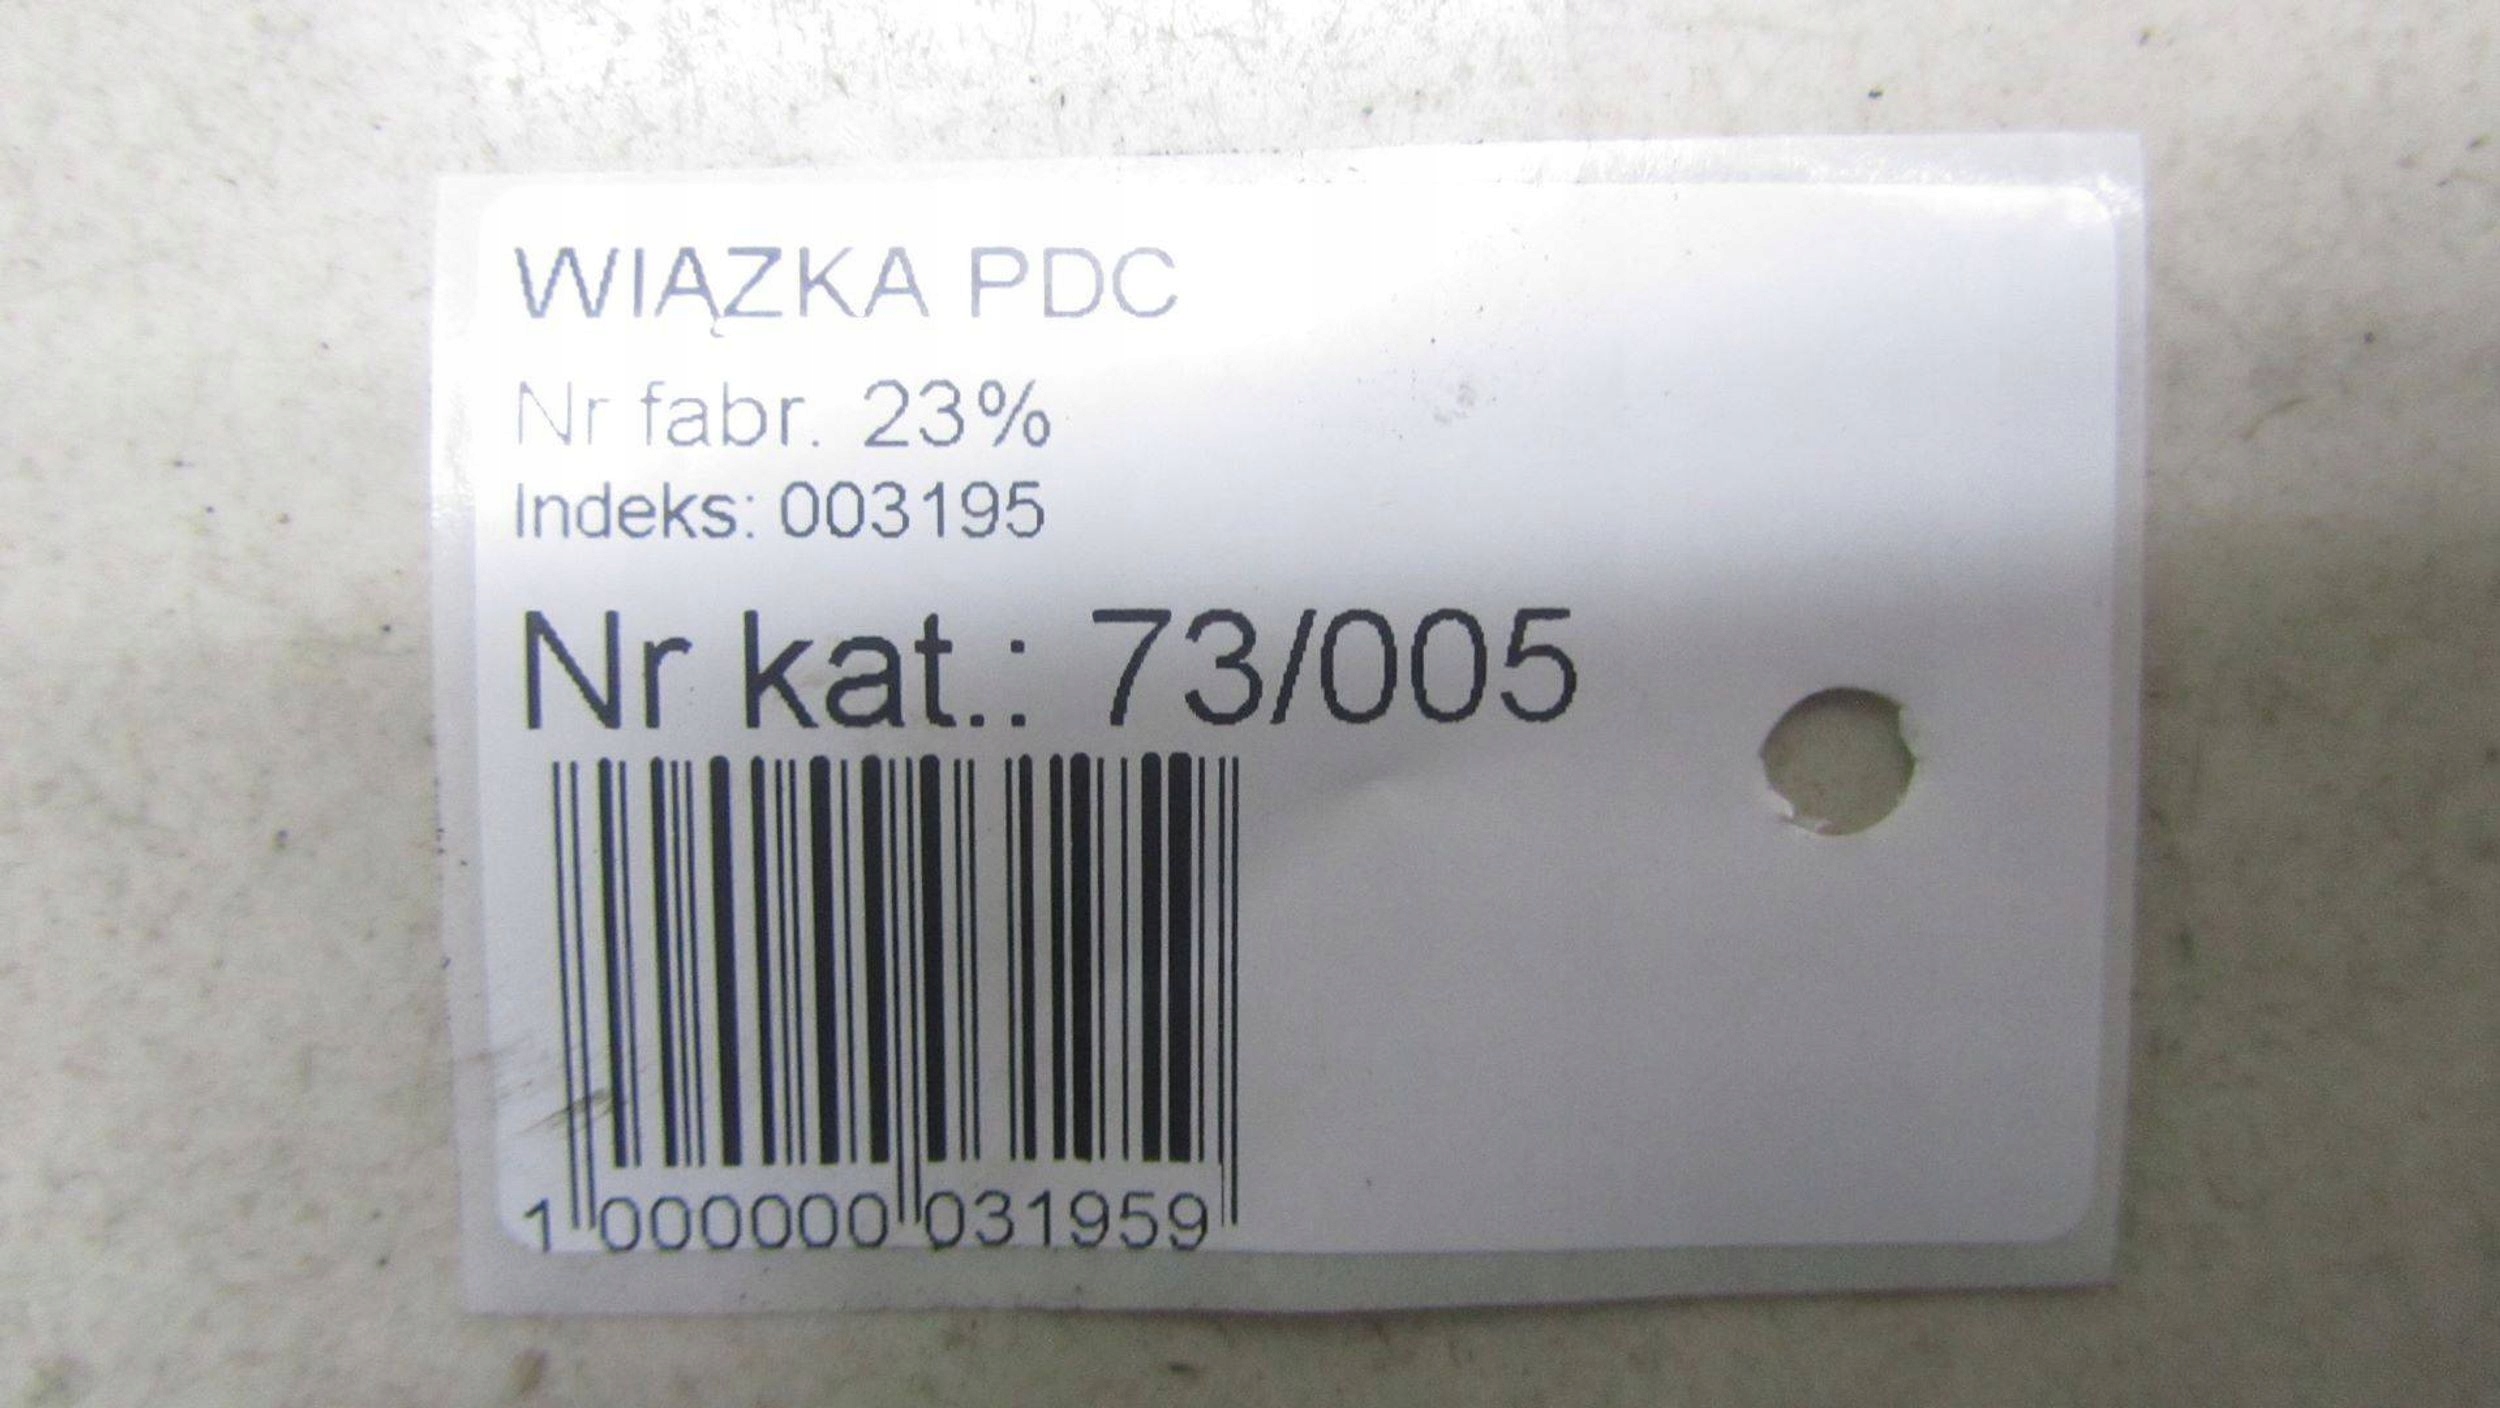 WIĄZKA PDC
Nr fabr. 23%
Indeks: 003195
Nr kat.: 73/005
1 000000 031959